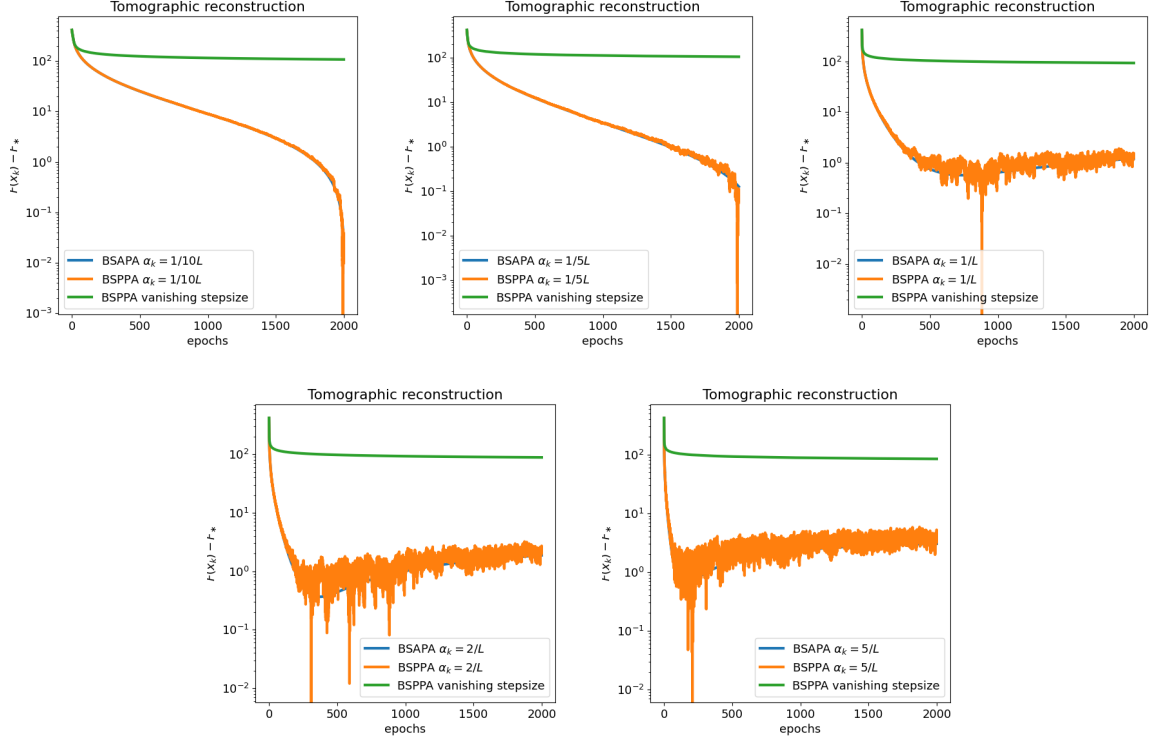 Tomographic reconstruction
F(x_k) − F_*
10^2
10^1
10^0
10^−1
10^−2
10^−3
BSAPA α_k = 1/10L
BSPPA α_k = 1/10L
BSPPA vanishing stepsize
0 500 1000 1500 2000
epochs
Tomographic reconstruction
F(x_k) − F_*
10^2
10^1
10^0
10^−1
10^−2
10^−3
BSAPA α_k = 1/5L
BSPPA α_k = 1/5L
BSPPA vanishing stepsize
0 500 1000 1500 2000
epochs
Tomographic reconstruction
F(x_k) − F_*
10^2
10^1
10^0
10^−1
10^−2
BSAPA α_k = 1/L
BSPPA α_k = 1/L
BSPPA vanishing stepsize
0 500 1000 1500 2000
epochs
Tomographic reconstruction
F(x_k) − F_*
10^2
10^1
10^0
10^−1
10^−2
BSAPA α_k = 2/L
BSPPA α_k = 2/L
BSPPA vanishing stepsize
0 500 1000 1500 2000
epochs
Tomographic reconstruction
F(x_k) − F_*
10^2
10^1
10^0
10^−1
10^−2
BSAPA α_k = 5/L
BSPPA α_k = 5/L
BSPPA vanishing stepsize
0 500 1000 1500 2000
epochs